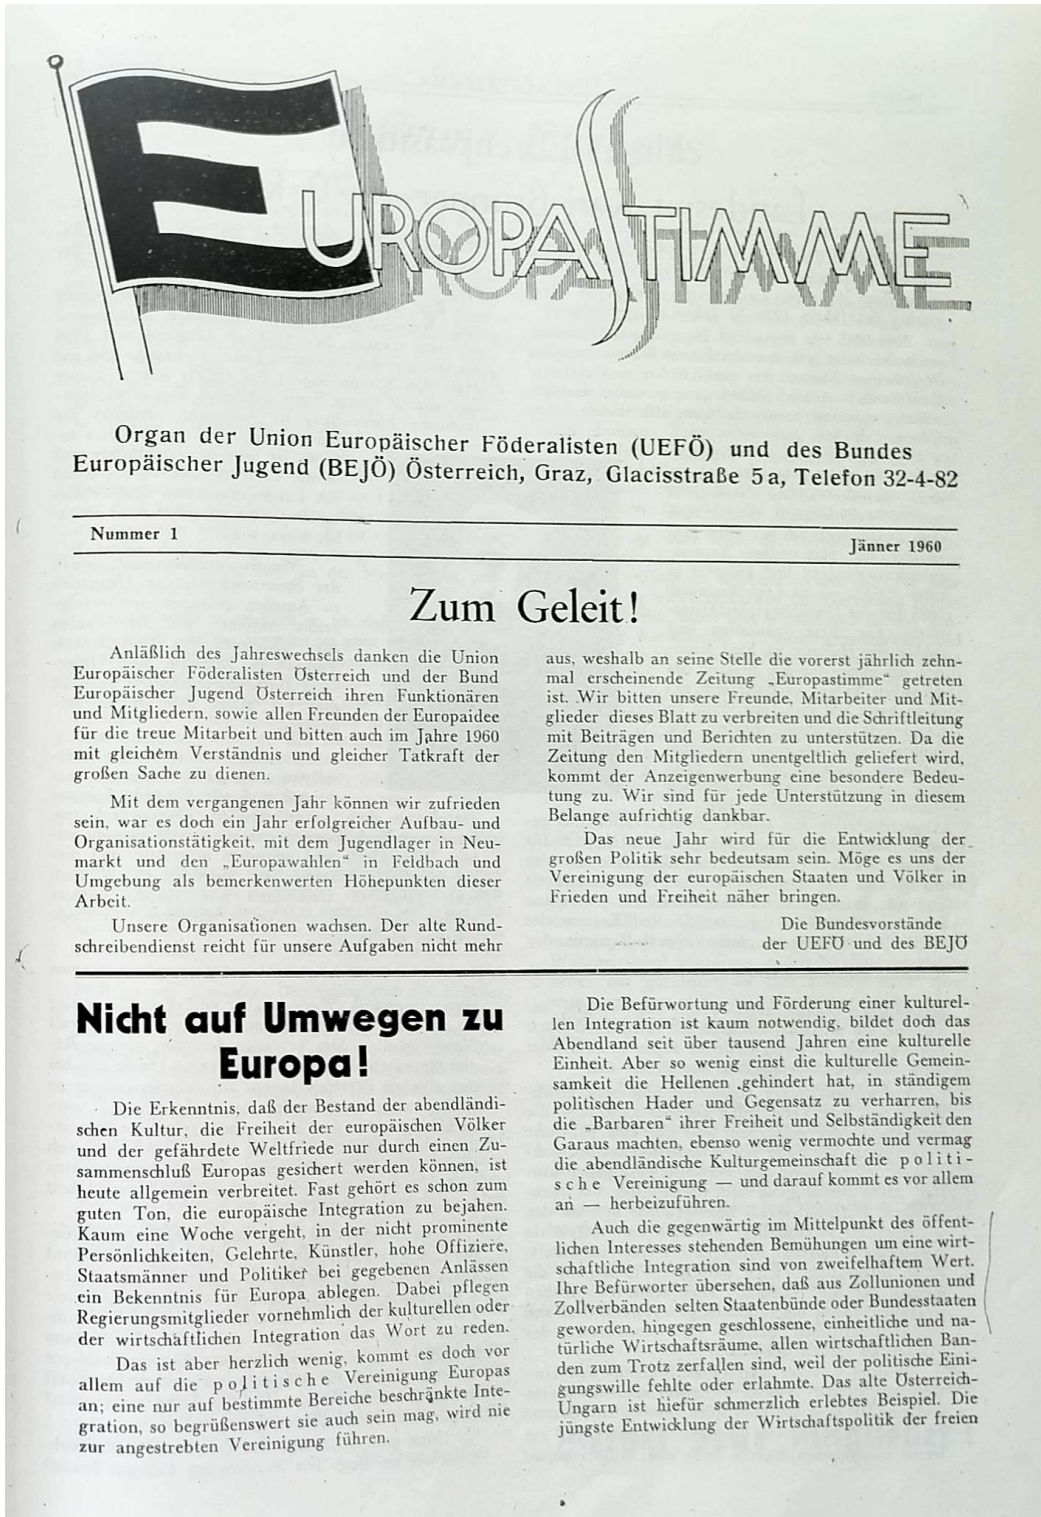 EUROPASTIMME
Organ der Union Europäischer Föderalisten (UEFÖ) und des Bundes
Europäischer Jugend (BEJÖ) Österreich, Graz, Glacisstraße 5 a, Telefon 32-4-82
Nummer 1
Jänner 1960
Zum Geleit!
Anläßlich des Jahreswechsels danken die Union
Europäischer Föderalisten Österreich und der Bund
Europäischer Jugend Österreich ihren Funktionären
und Mitgliedern, sowie allen Freunden der Europaidee
für die treue Mitarbeit und bitten auch im Jahre 1960
mit gleichem Verständnis und gleicher Tatkraft der
großen Sache zu dienen.
Mit dem vergangenen Jahr können wir zufrieden
sein, war es doch ein Jahr erfolgreicher Aufbau- und
Organisationstätigkeit, mit dem Jugendlager in Neu-
markt und den „Europawahlen“ in Feldbach und
Umgebung als bemerkenwerten Höhepunkten dieser
Arbeit.
Unsere Organisationen wachsen. Der alte Rund-
schreibendienst reicht für unsere Aufgaben nicht mehr
aus, weshalb an seine Stelle die vorerst jährlich zehn-
mal erscheinende Zeitung „Europastimme“ getreten
ist. Wir bitten unsere Freunde, Mitarbeiter und Mit-
glieder dieses Blatt zu verbreiten und die Schriftleitung
mit Beiträgen und Berichten zu unterstützen. Da die
Zeitung den Mitgliedern unentgeltlich geliefert wird,
kommt der Anzeigenwerbung eine besondere Bedeu-
tung zu. Wir sind für jede Unterstützung in diesem
Belange aufrichtig dankbar.
Das neue Jahr wird für die Entwicklung der
großen Politik sehr bedeutsam sein. Möge es uns der
Vereinigung der europäischen Staaten und Völker in
Frieden und Freiheit näher bringen.
Die Bundesvorstände
der UEFÖ und des BEJÖ
Nicht auf Umwegen zu
Europa!
Die Erkenntnis, daß der Bestand der abendländi-
schen Kultur, die Freiheit der europäischen Völker
und der gefährdete Weltfriede nur durch einen Zu-
sammenschluß Europas gesichert werden können, ist
heute allgemein verbreitet. Fast gehört es schon zum
guten Ton, die europäische Integration zu bejahen.
Kaum eine Woche vergeht, in der nicht prominente
Persönlichkeiten, Gelehrte, Künstler, hohe Offiziere,
Staatsmänner und Politiker bei gegebenen Anlässen
ein Bekenntnis für Europa ablegen. Dabei pflegen
Regierungsmitglieder vornehmlich der kulturellen oder
der wirtschaftlichen Integration das Wort zu reden.
Das ist aber herzlich wenig, kommt es doch vor
allem auf die politische Vereinigung Europas
an; eine nur auf bestimmte Bereiche beschränkte Inte-
gration, so begrüßenswert sie auch sein mag, wird nie
zur angestrebten Vereinigung führen.
Die Befürwortung und Förderung einer kulturel-
len Integration ist kaum notwendig, bildet doch das
Abendland seit über tausend Jahren eine kulturelle
Einheit. Aber so wenig einst die kulturelle Gemein-
samkeit die Hellenen gehindert hat, in ständigem
politischen Hader und Gegensatz zu verharren, bis
die „Barbaren“ ihrer Freiheit und Selbständigkeit den
Garaus machten, ebenso wenig vermochte und vermag
die abendländische Kulturgemeinschaft die politi-
sche Vereinigung — und darauf kommt es vor allem
an — herbeizuführen.
Auch die gegenwärtig im Mittelpunkt des öffent-
lichen Interesses stehenden Bemühungen um eine wirt-
schaftliche Integration sind von zweifelhaftem Wert.
Ihre Befürworter übersehen, daß aus Zollunionen und
Zollverbänden selten Staatenbünde oder Bundesstaaten
geworden, hingegen geschlossene, einheitliche und na-
türliche Wirtschaftsräume, allen wirtschaftlichen Ban-
den zum Trotz zerfallen sind, weil der politische Eini-
gungswille fehlte oder erlahmte. Das alte Österreich-
Ungarn ist hiefür schmerzlich erlebtes Beispiel. Die
jüngste Entwicklung der Wirtschaftspolitik der freien